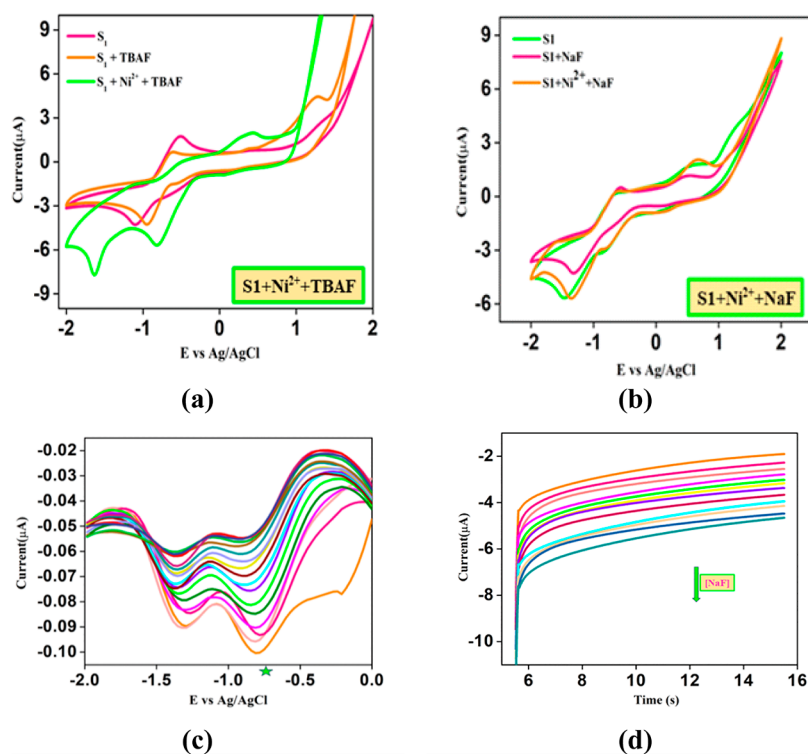 S₁
S₁ + TBAF
S₁ + Ni²⁺ + TBAF
9
6
3
0
-3
-6
-9
Current(µA)
S1+Ni²⁺+TBAF
-2 -1 0 1 2
E vs Ag/AgCl
(a)
S1
S1+NaF
S1+Ni²⁺+NaF
9
6
3
0
-3
-6
Current(µA)
S1+Ni²⁺+NaF
-2 -1 0 1 2
E vs Ag/AgCl
(b)
-0.02
-0.03
-0.04
-0.05
-0.06
-0.07
-0.08
-0.09
-0.10
Current(µA)
-2.0 -1.5 -1.0 -0.5 0.0
E vs Ag/AgCl
(c)
-2
-4
-6
-8
-10
Current(µA)
[NaF]
6 8 10 12 14 16
Time (s)
(d)